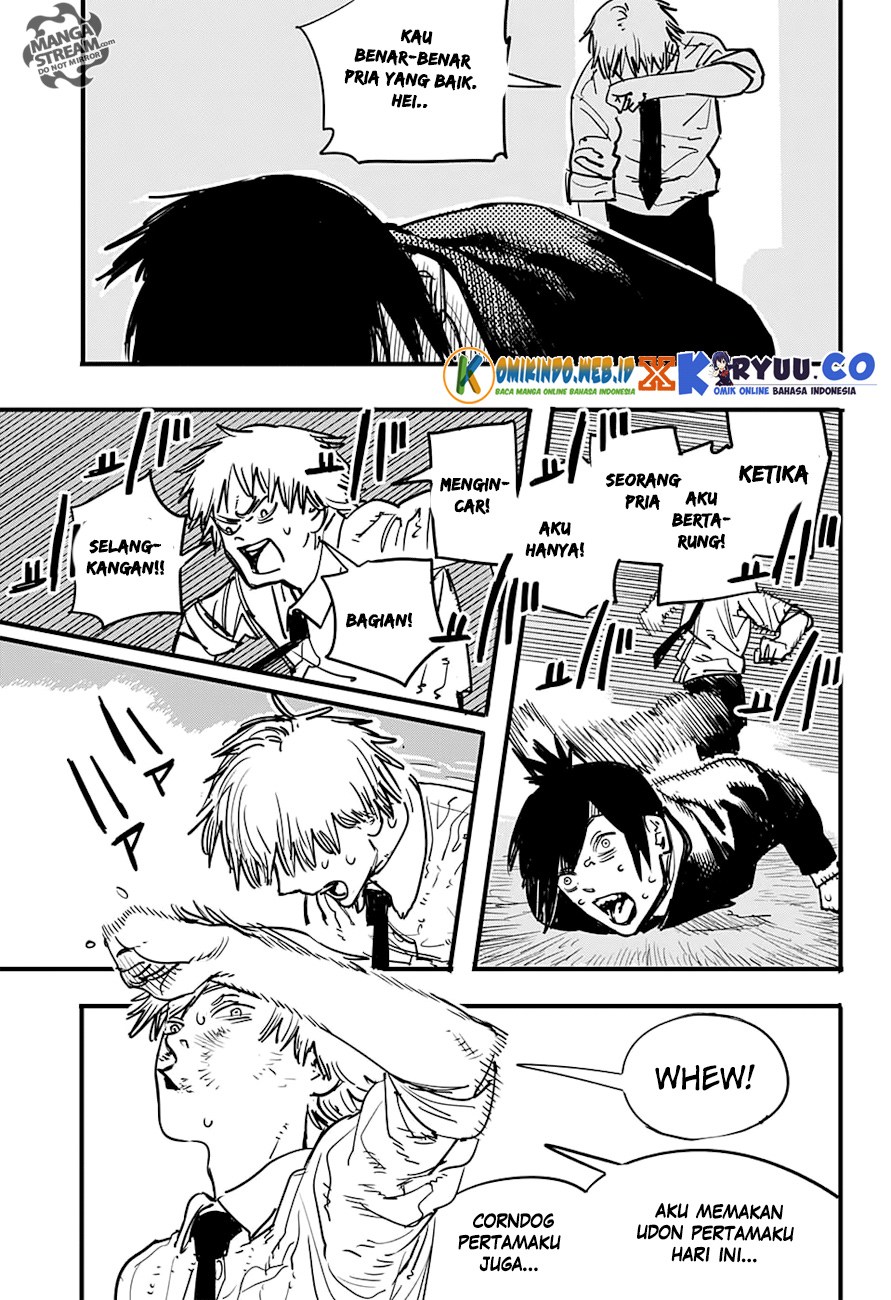 MANGA
STREAM.com
DO NOT MIRROR
KAU
BENAR-BENAR
PRIA YANG BAIK.
HEI..
KOMIKINDO.WEB.ID X KIRYUU.CO
BACA MANGA ONLINE BAHASA INDONESIA
OMIK ONLINE BAHASA INDONESIA
KETIKA
SEORANG
PRIA
AKU
BERTA-
RUNG!
AKU
HANYA!
MENGIN-
CAR!
BAGIAN!
SELANG-
KANGAN!!
WHEW!
AKU MEMAKAN
UDON PERTAMAKU
HARI INI...
CORNDOG
PERTAMAKU
JUGA...